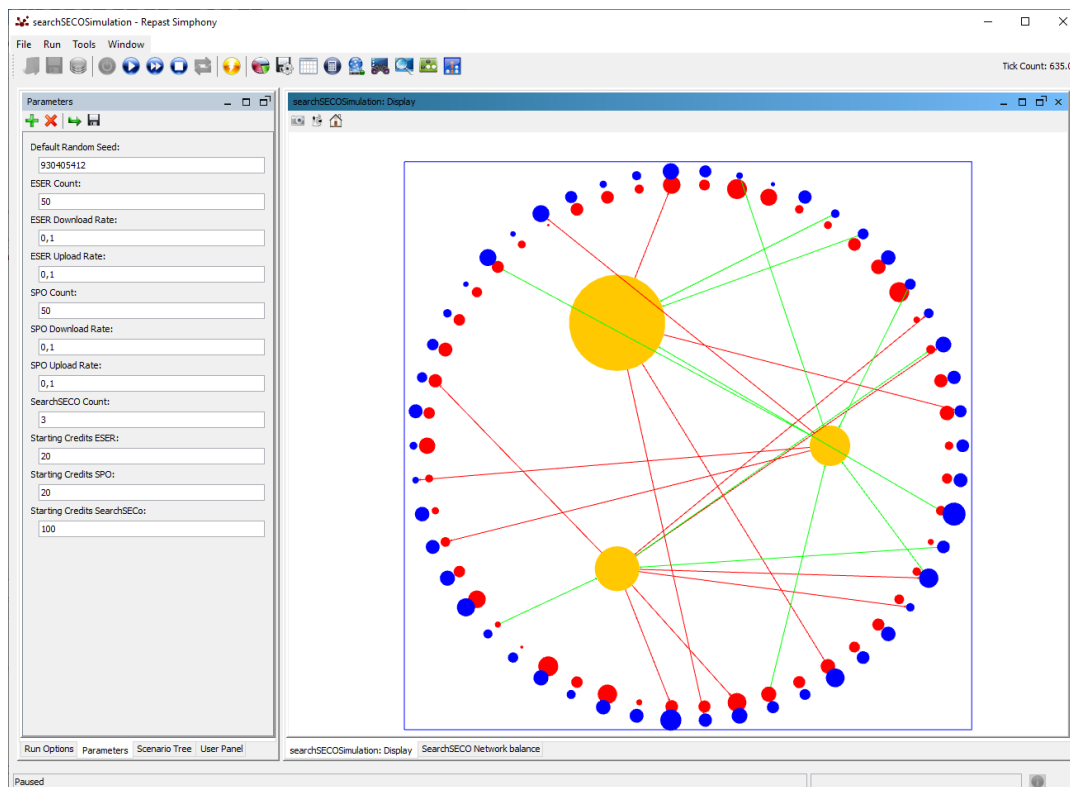 searchSECOSimulation - Repast Simphony
File Run Tools Window
Tick Count: 635.0
Parameters
Default Random Seed:
930405412
ESER Count:
50
ESER Download Rate:
0,1
ESER Upload Rate:
0,1
SPO Count:
50
SPO Download Rate:
0,1
SPO Upload Rate:
0,1
SearchSECO Count:
3
Starting Credits ESER:
20
Starting Credits SPO:
20
Starting Credits SearchSECo:
100
Run Options Parameters Scenario Tree User Panel
searchSECOSimulation: Display
searchSECOSimulation: Display SearchSECO Network balance
Paused